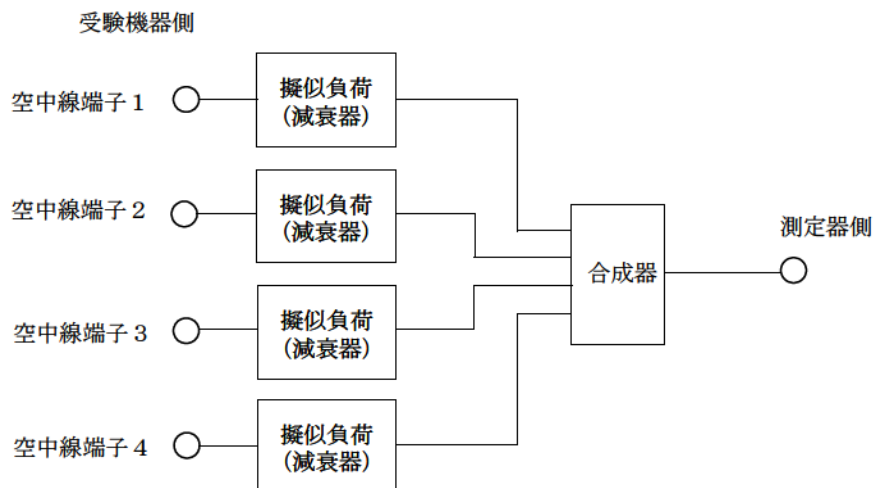 受験機器側
空中線端子1
擬似負荷
(減衰器)
空中線端子2
擬似負荷
(減衰器)
合成器
測定器側
空中線端子3
擬似負荷
(減衰器)
空中線端子4
擬似負荷
(減衰器)